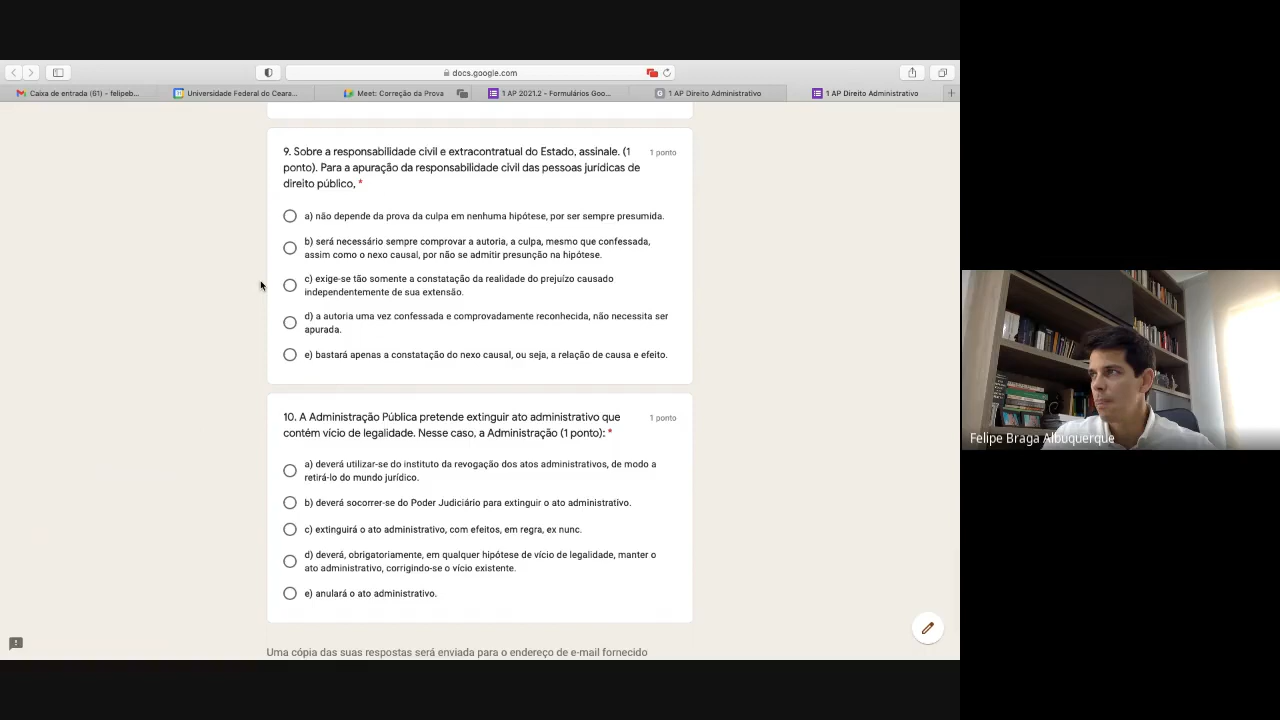 docs.google.com
Caixa de entrada (61) - felipeb...
Universidade Federal do Ceara...
Meet: Correção da Prova
1 AP 2021.2 - Formulários Goo...
1 AP Direito Administrativo
1 AP Direito Administrativo
9. Sobre a responsabilidade civil e extracontratual do Estado, assinale. (1
1 ponto
ponto). Para a apuração da responsabilidade civil das pessoas jurídicas de
direito público, *
a) não depende da prova da culpa em nenhuma hipótese, por ser sempre presumida.
b) será necessário sempre comprovar a autoria, a culpa, mesmo que confessada,
assim como o nexo causal, por não se admitir presunção na hipótese.
c) exige-se tão somente a constatação da realidade do prejuízo causado
independentemente de sua extensão.
d) a autoria uma vez confessada e comprovadamente reconhecida, não necessita ser
apurada.
e) bastará apenas a constatação do nexo causal, ou seja, a relação de causa e efeito.
10. A Administração Pública pretende extinguir ato administrativo que
1 ponto
contém vício de legalidade. Nesse caso, a Administração (1 ponto): *
a) deverá utilizar-se do instituto da revogação dos atos administrativos, de modo a
retirá-lo do mundo jurídico.
b) deverá socorrer-se do Poder Judiciário para extinguir o ato administrativo.
c) extinguirá o ato administrativo, com efeitos, em regra, ex nunc.
d) deverá, obrigatoriamente, em qualquer hipótese de vício de legalidade, manter o
ato administrativo, corrigindo-se o vício existente.
e) anulará o ato administrativo.
Uma cópia das suas respostas será enviada para o endereço de e-mail fornecido
Felipe Braga Albuquerque